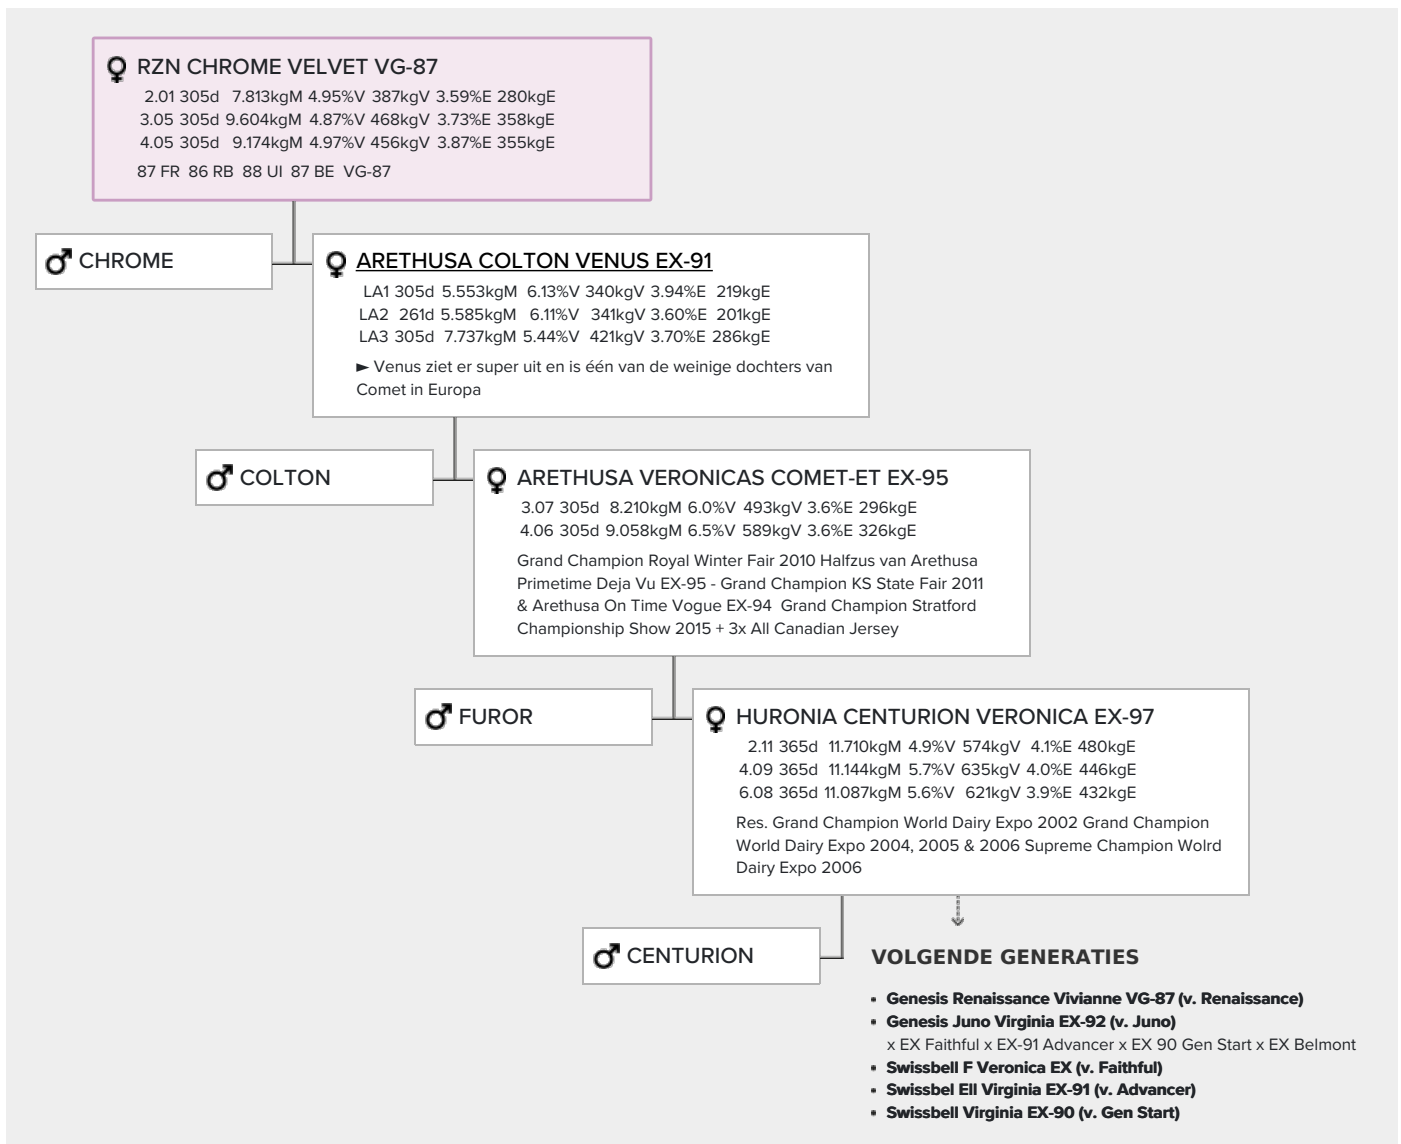 RZN CHROME VELVET VG-87
2.01 305d 7.813kgM 4.95%V 387kgV 3.59%E 280kgE
3.05 305d 9.604kgM 4.87%V 468kgV 3.73%E 358kgE
4.05 305d 9.174kgM 4.97%V 456kgV 3.87%E 355kgE
87 FR 86 RB 88 UI 87 BE VG-87
CHROME
ARETHUSA COLTON VENUS EX-91
LA1 305d 5.553kgM 6.13%V 340kgV 3.94%E 219kgE
LA2 261d 5.585kgM 6.11%V 341kgV 3.60%E 201kgE
LA3 305d 7.737kgM 5.44%V 421kgV 3.70%E 286kgE
► Venus ziet er super uit en is één van de weinige dochters van
Comet in Europa
COLTON
ARETHUSA VERONICAS COMET-ET EX-95
3.07 305d 8.210kgM 6.0%V 493kgV 3.6%E 296kgE
4.06 305d 9.058kgM 6.5%V 589kgV 3.6%E 326kgE
Grand Champion Royal Winter Fair 2010 Halfzus van Arethusa
Primetime Deja Vu EX-95 - Grand Champion KS State Fair 2011
& Arethusa On Time Vogue EX-94 Grand Champion Stratford
Championship Show 2015 + 3x All Canadian Jersey
FUROR
HURONIA CENTURION VERONICA EX-97
2.11 365d 11.710kgM 4.9%V 574kgV 4.1%E 480kgE
4.09 365d 11.144kgM 5.7%V 635kgV 4.0%E 446kgE
6.08 365d 11.087kgM 5.6%V 621kgV 3.9%E 432kgE
Res. Grand Champion World Dairy Expo 2002 Grand Champion
World Dairy Expo 2004, 2005 & 2006 Supreme Champion Wolrd
Dairy Expo 2006
CENTURION
VOLGENDE GENERATIES
• Genesis Renaissance Vivianne VG-87 (v. Renaissance)
• Genesis Juno Virginia EX-92 (v. Juno)
x EX Faithful x EX-91 Advancer x EX 90 Gen Start x EX Belmont
• Swissbell F Veronica EX (v. Faithful)
• Swissbel Ell Virginia EX-91 (v. Advancer)
• Swissbell Virginia EX-90 (v. Gen Start)